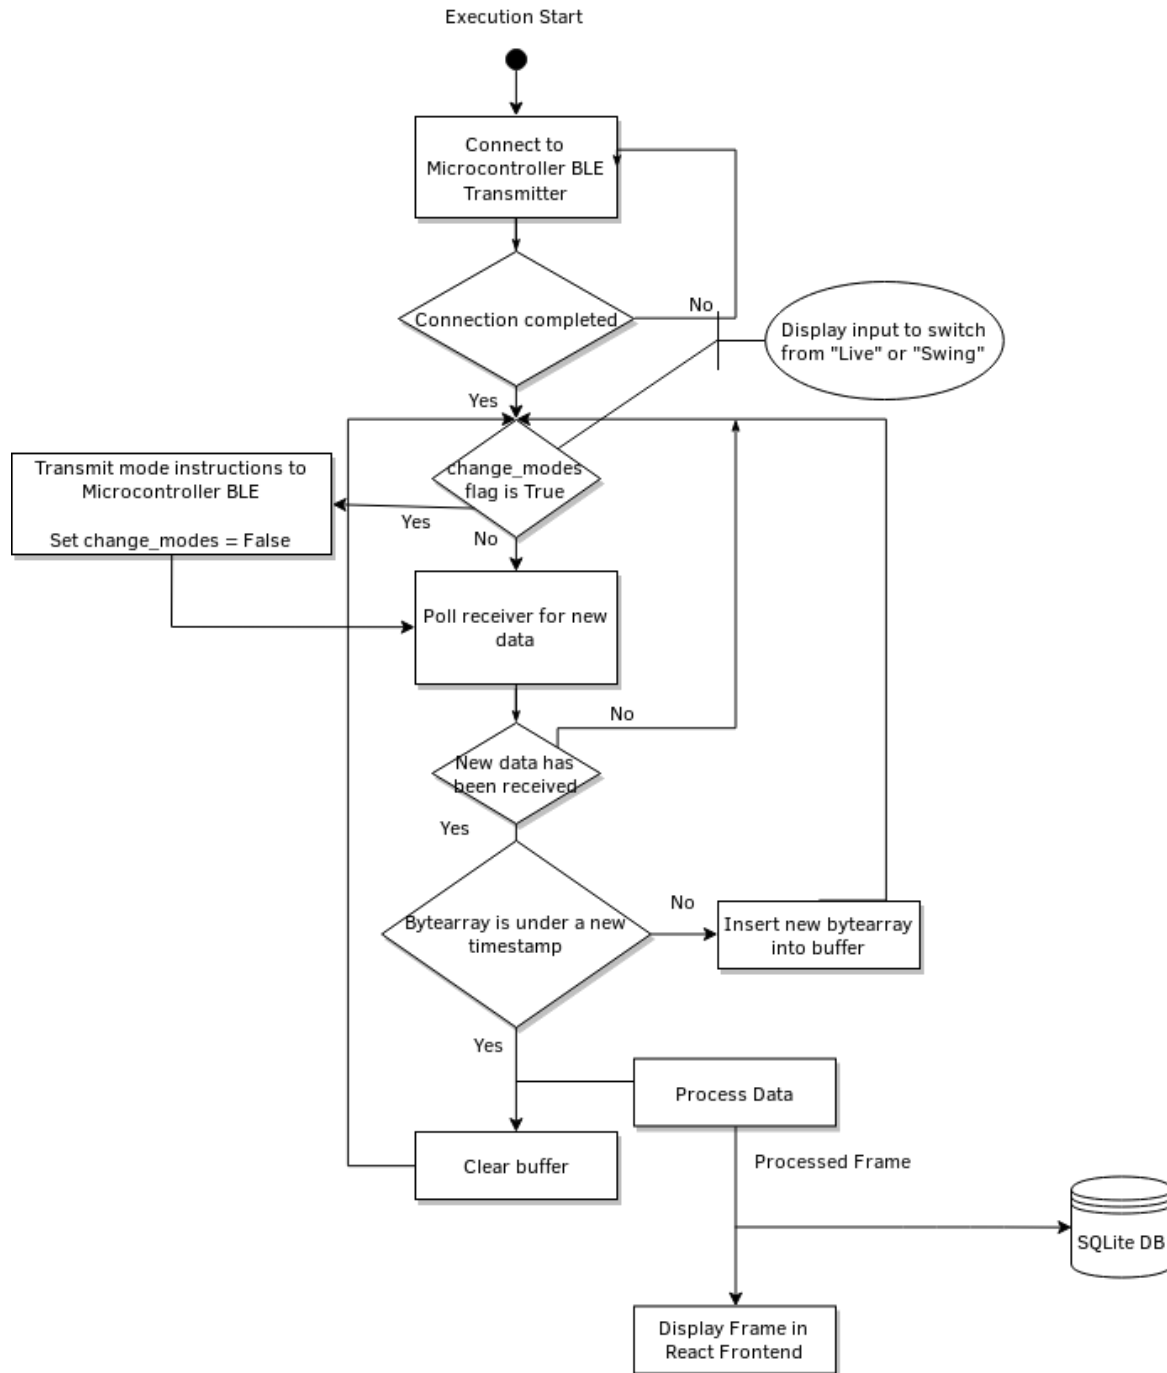 Execution Start
Connect to
Microcontroller BLE
Transmitter
Connection completed
No
Display input to switch
from "Live" or "Swing"
Yes
change_modes
flag is True
Transmit mode instructions to
Microcontroller BLE
Set change_modes = False
Yes
No
Poll receiver for new
data
No
New data has
been received
Yes
Bytearray is under a new
timestamp
No
Insert new bytearray
into buffer
Yes
Process Data
Clear buffer
Processed Frame
SQLite DB
Display Frame in
React Frontend